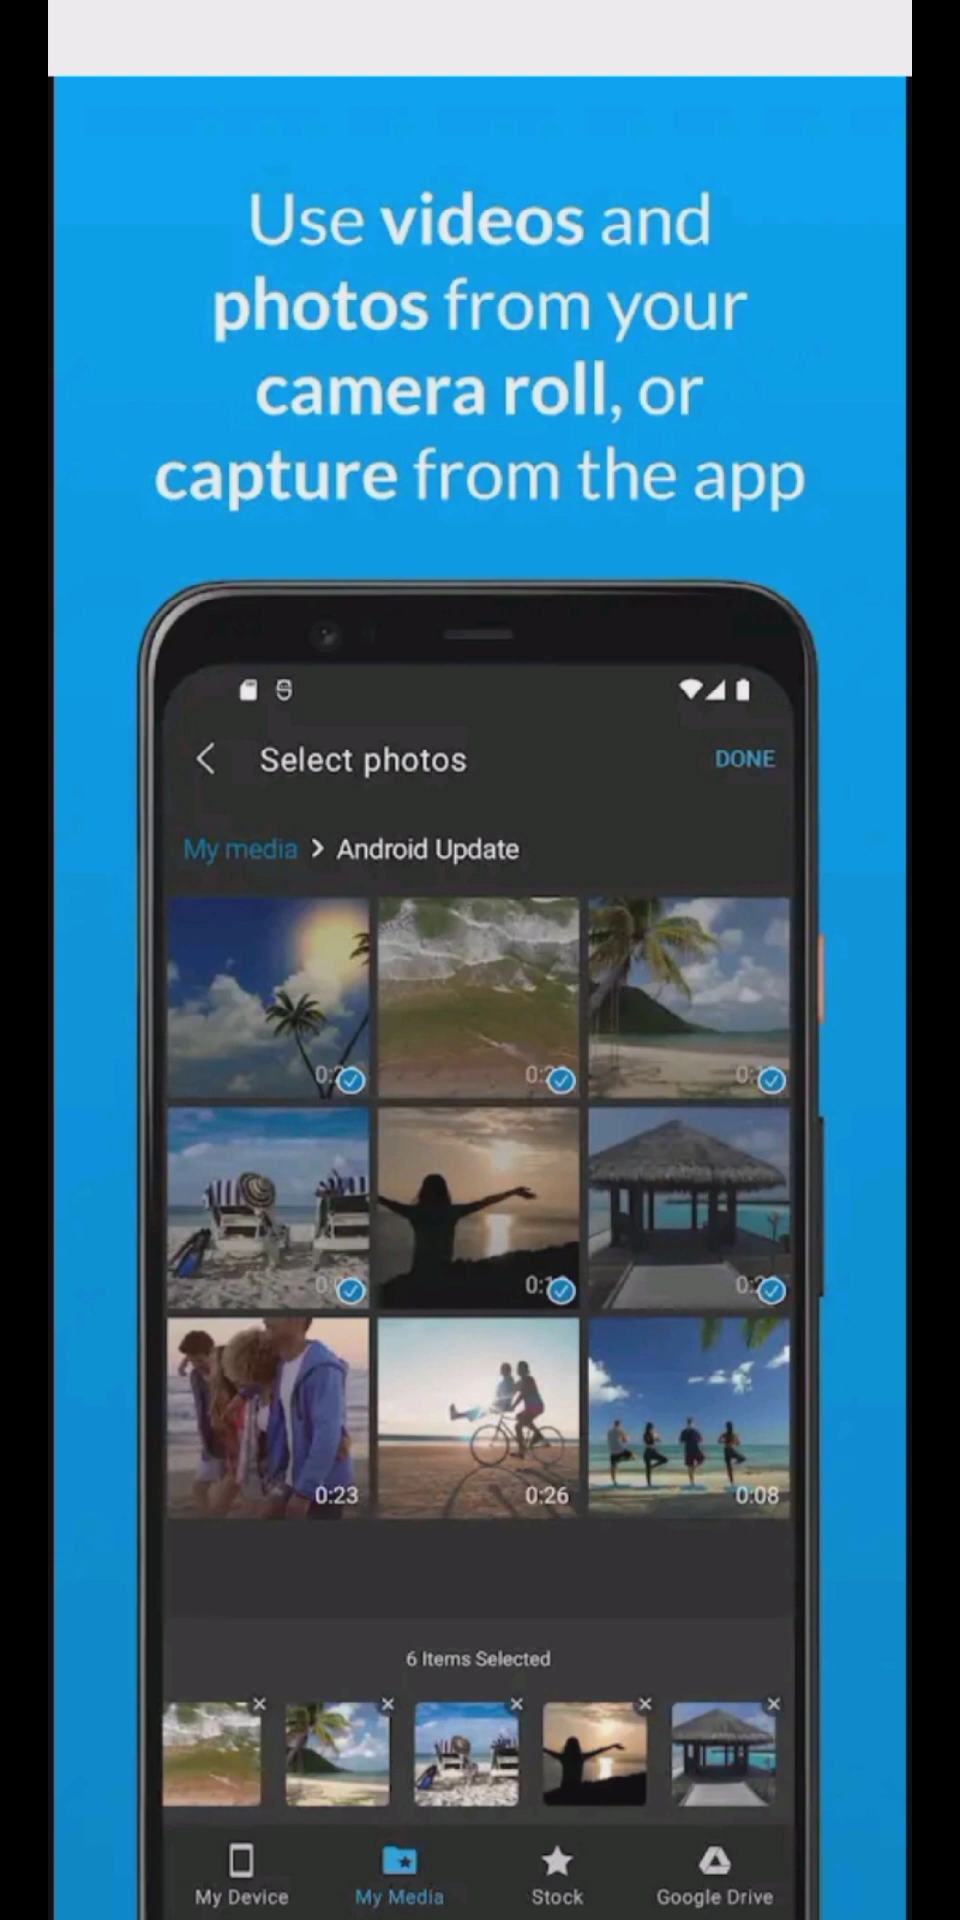 Use videos and
photos from your
camera roll, or
capture from the app
Select photos
DONE
My media > Android Update
0:23
0:26
0:08
6 Items Selected
My Device
My Media
Stock
Google Drive